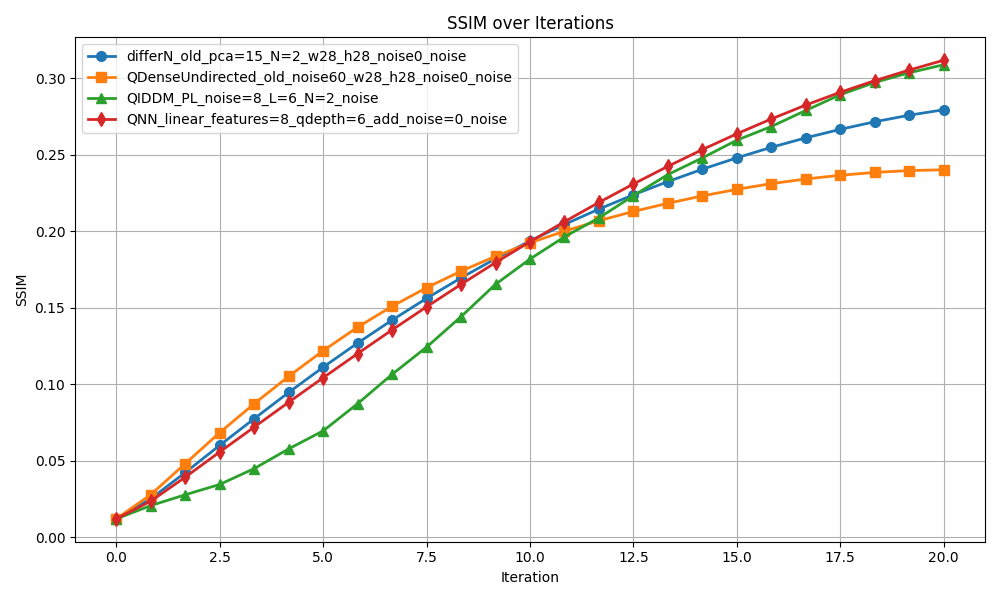 SSIM over Iterations
differN_old_pca=15_N=2_w28_h28_noise0_noise
QDenseUndirected_old_noise60_w28_h28_noise0_noise
QIDDM_PL_noise=8_L=6_N=2_noise
QNN_linear_features=8_qdepth=6_add_noise=0_noise
SSIM
0.30
0.25
0.20
0.15
0.10
0.05
0.00
0.0 2.5 5.0 7.5 10.0 12.5 15.0 17.5 20.0
Iteration